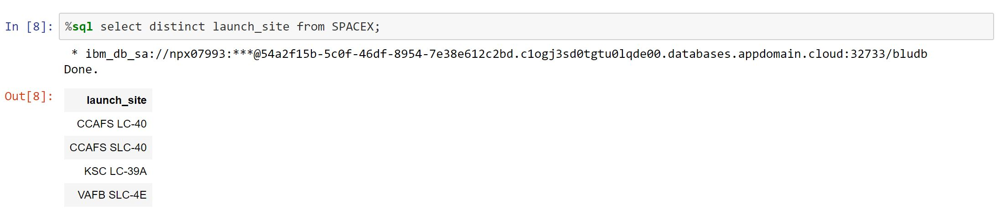 In [8]: %sql select distinct launch_site from SPACEX;
* ibm_db_sa://npx07993:***@54a2f15b-5c0f-46df-8954-7e38e612c2bd.c1ogj3sd0tgtu0lqde00.databases.appdomain.cloud:32733/bludb
Done.
Out[8]: launch_site
CCAFS LC-40
CCAFS SLC-40
KSC LC-39A
VAFB SLC-4E